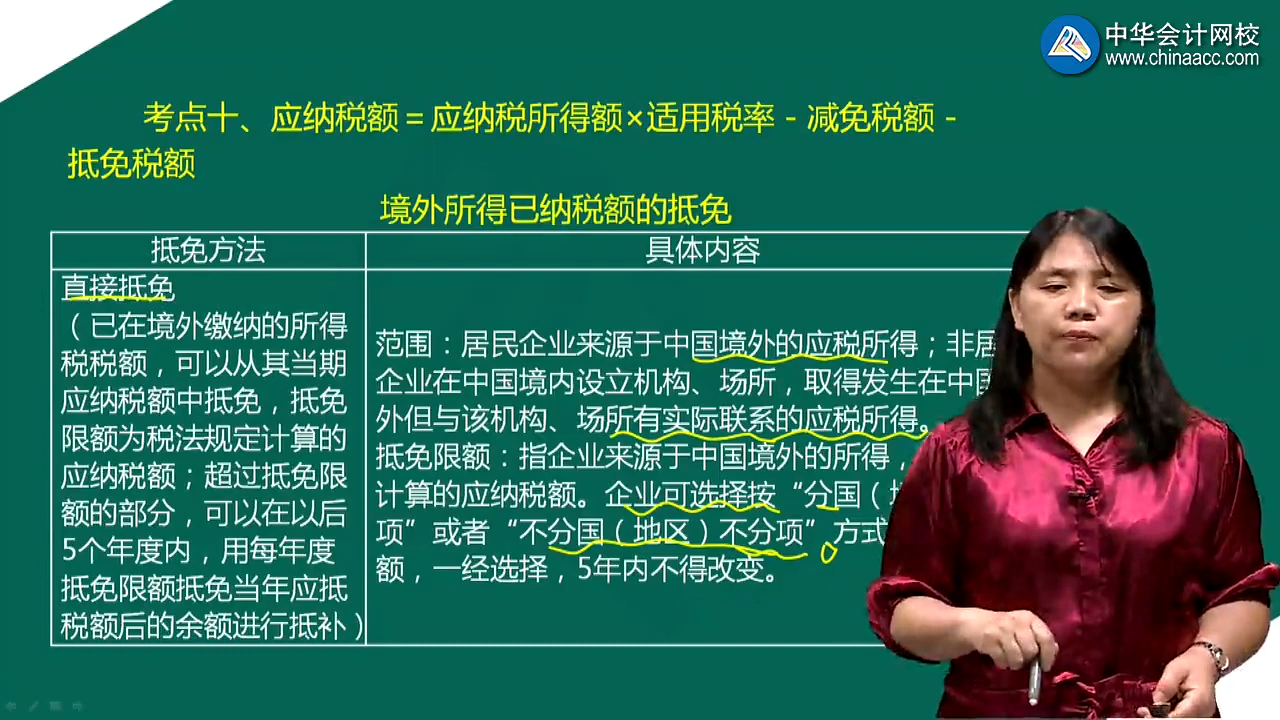 中华会计网校
www.chinaacc.com
考点十、应纳税额＝应纳税所得额×适用税率－减免税额－
抵免税额
境外所得已纳税额的抵免
抵免方法
具体内容
直接抵免
（已在境外缴纳的所得
税税额，可以从其当期
应纳税额中抵免，抵免
限额为税法规定计算的
应纳税额；超过抵免限
额的部分，可以在以后
5个年度内，用每年度
抵免限额抵免当年应抵
税额后的余额进行抵补）
范围：居民企业来源于中国境外的应税所得；非居
企业在中国境内设立机构、场所，取得发生在中国
外但与该机构、场所有实际联系的应税所得。
抵免限额：指企业来源于中国境外的所得，
计算的应纳税额。企业可选择按“分国（
项”或者“不分国（地区）不分项”方式
额，一经选择，5年内不得改变。